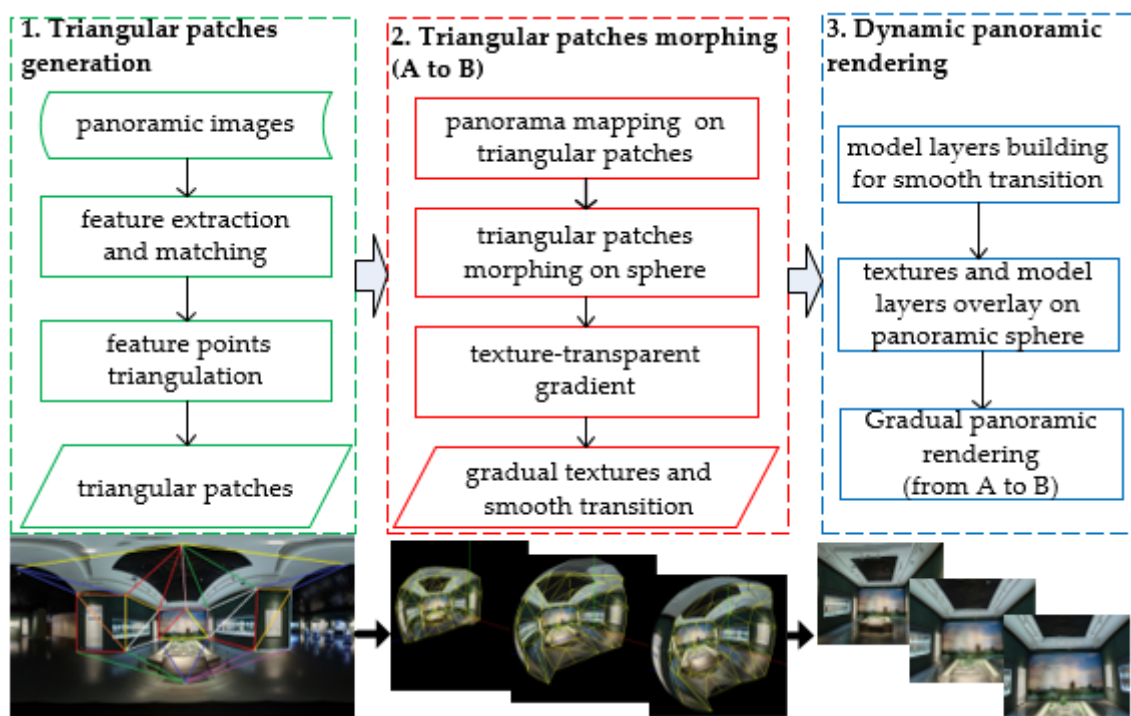 1. Triangular patches
generation
panoramic images
feature extraction
and matching
feature points
triangulation
triangular patches
2. Triangular patches morphing
(A to B)
panorama mapping on
triangular patches
triangular patches
morphing on sphere
texture-transparent
gradient
gradual textures and
smooth transition
3. Dynamic panoramic
rendering
model layers building
for smooth transition
textures and model
layers overlay on
panoramic sphere
Gradual panoramic
rendering
(from A to B)